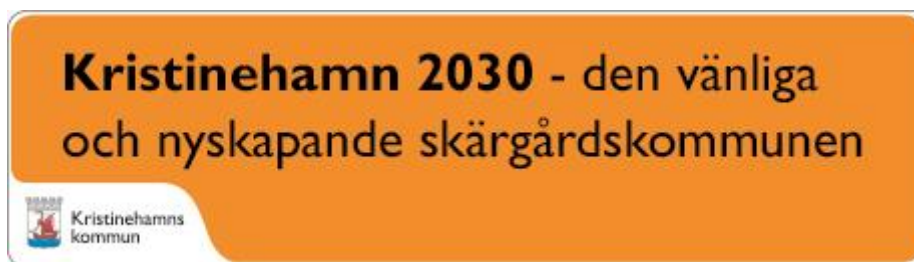 Kristinehamn 2030 - den vänliga
och nyskapande skärgårdskommunen
Kristinehamns
kommun